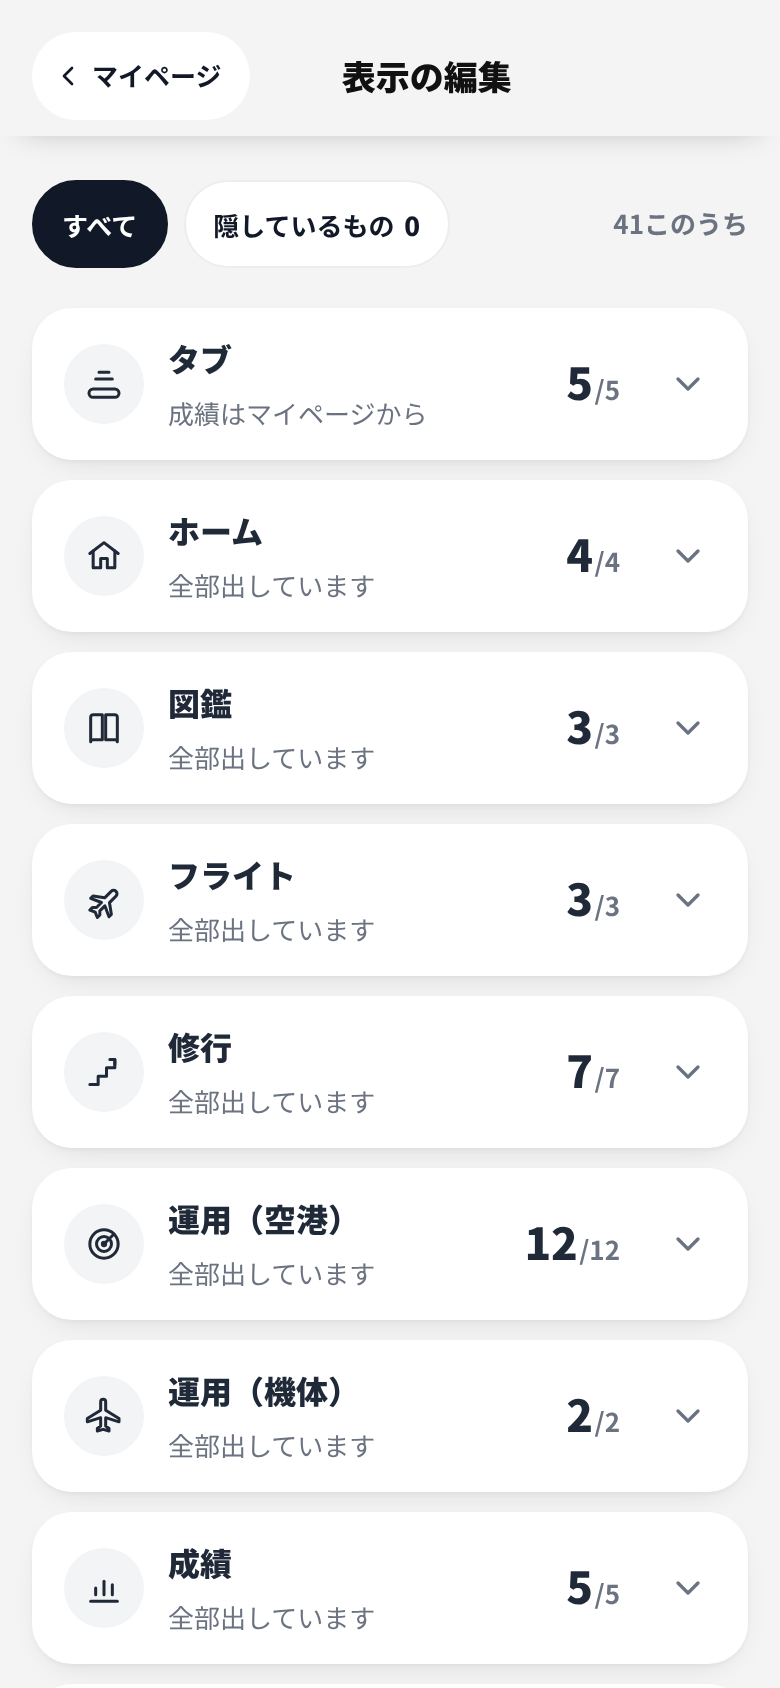 マイページ
表示の編集
すべて
隠しているもの 0
41このうち
タブ
成績はマイページから
5/5
ホーム
全部出しています
4/4
図鑑
全部出しています
3/3
フライト
全部出しています
3/3
修行
全部出しています
7/7
運用（空港）
全部出しています
12/12
運用（機体）
全部出しています
2/2
成績
全部出しています
5/5